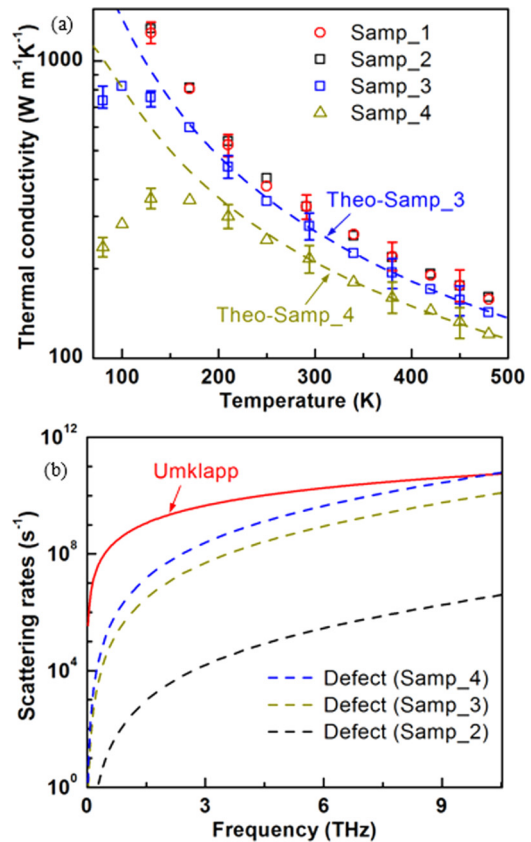 (a)
1000
100
Thermal conductivity (W m⁻¹K⁻¹)
Samp_1
Samp_2
Samp_3
Samp_4
Theo-Samp_3
Theo-Samp_4
100 200 300 400 500
Temperature (K)
(b)
10¹²
10⁸
10⁴
10⁰
Scattering rates (s⁻¹)
Umklapp
Defect (Samp_4)
Defect (Samp_3)
Defect (Samp_2)
0 3 6 9
Frequency (THz)